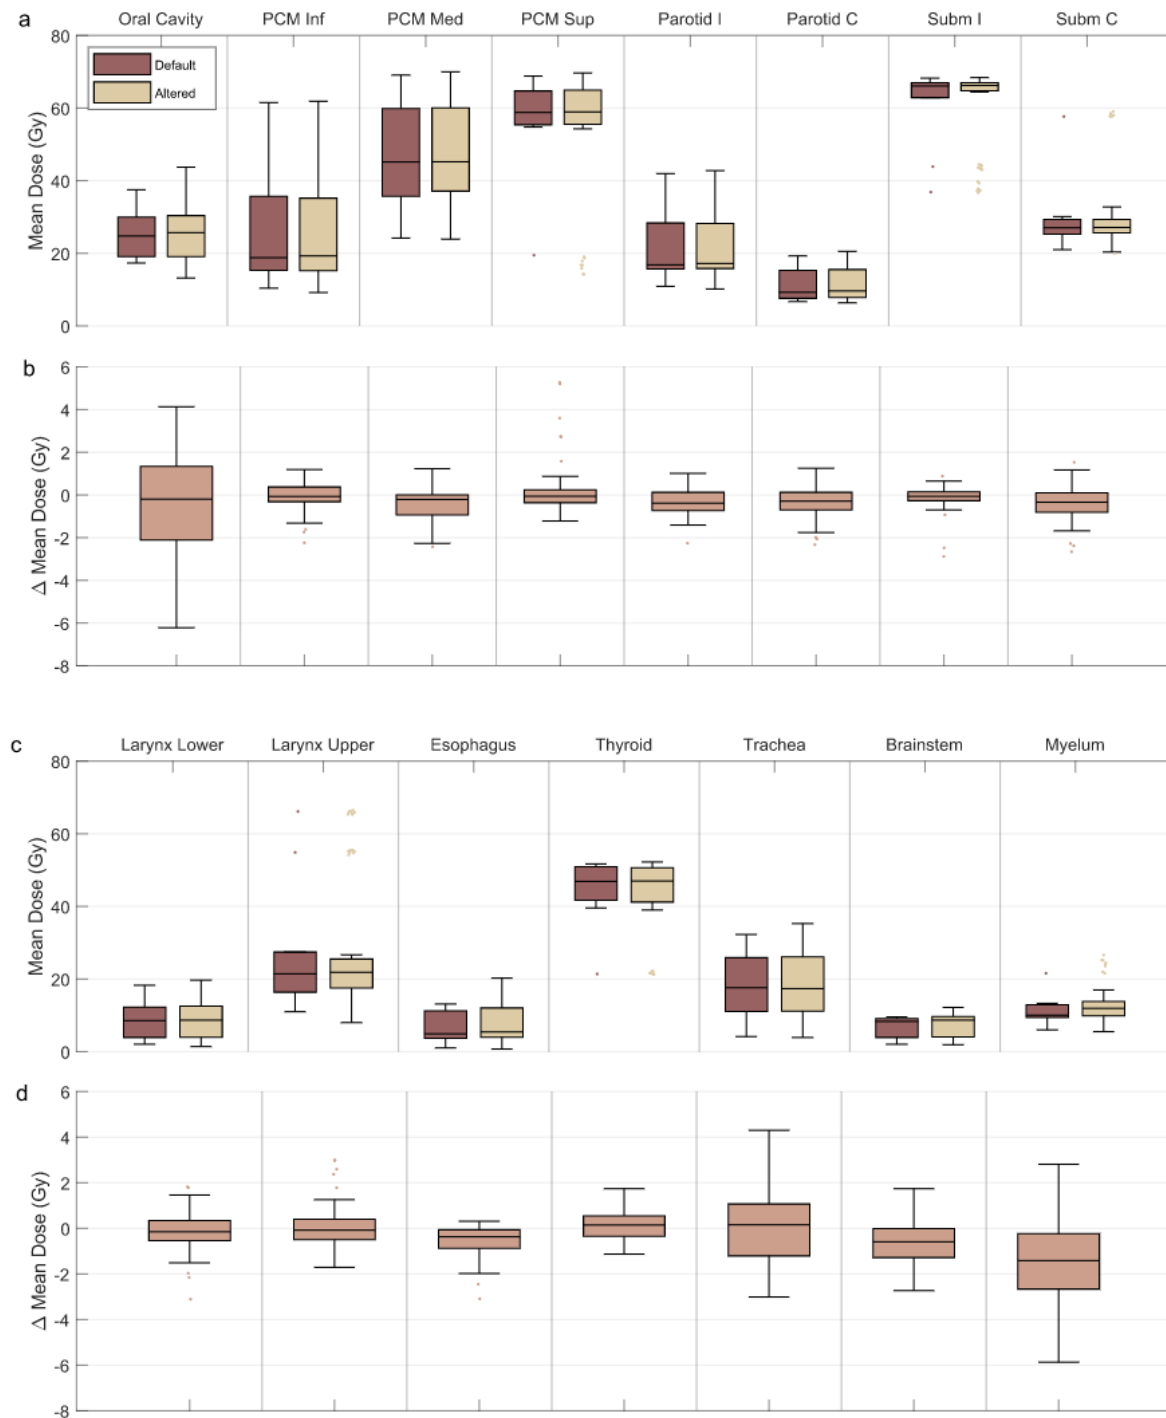 a
Oral Cavity PCM Inf PCM Med PCM Sup Parotid I Parotid C Subm I Subm C
80
60
40
20
0
Mean Dose (Gy)
Default
Altered
b
6
4
2
0
-2
-4
-6
-8
Δ Mean Dose (Gy)
c
Larynx Lower Larynx Upper Esophagus Thyroid Trachea Brainstem Myelum
80
60
40
20
0
Mean Dose (Gy)
d
6
4
2
0
-2
-4
-6
-8
Δ Mean Dose (Gy)